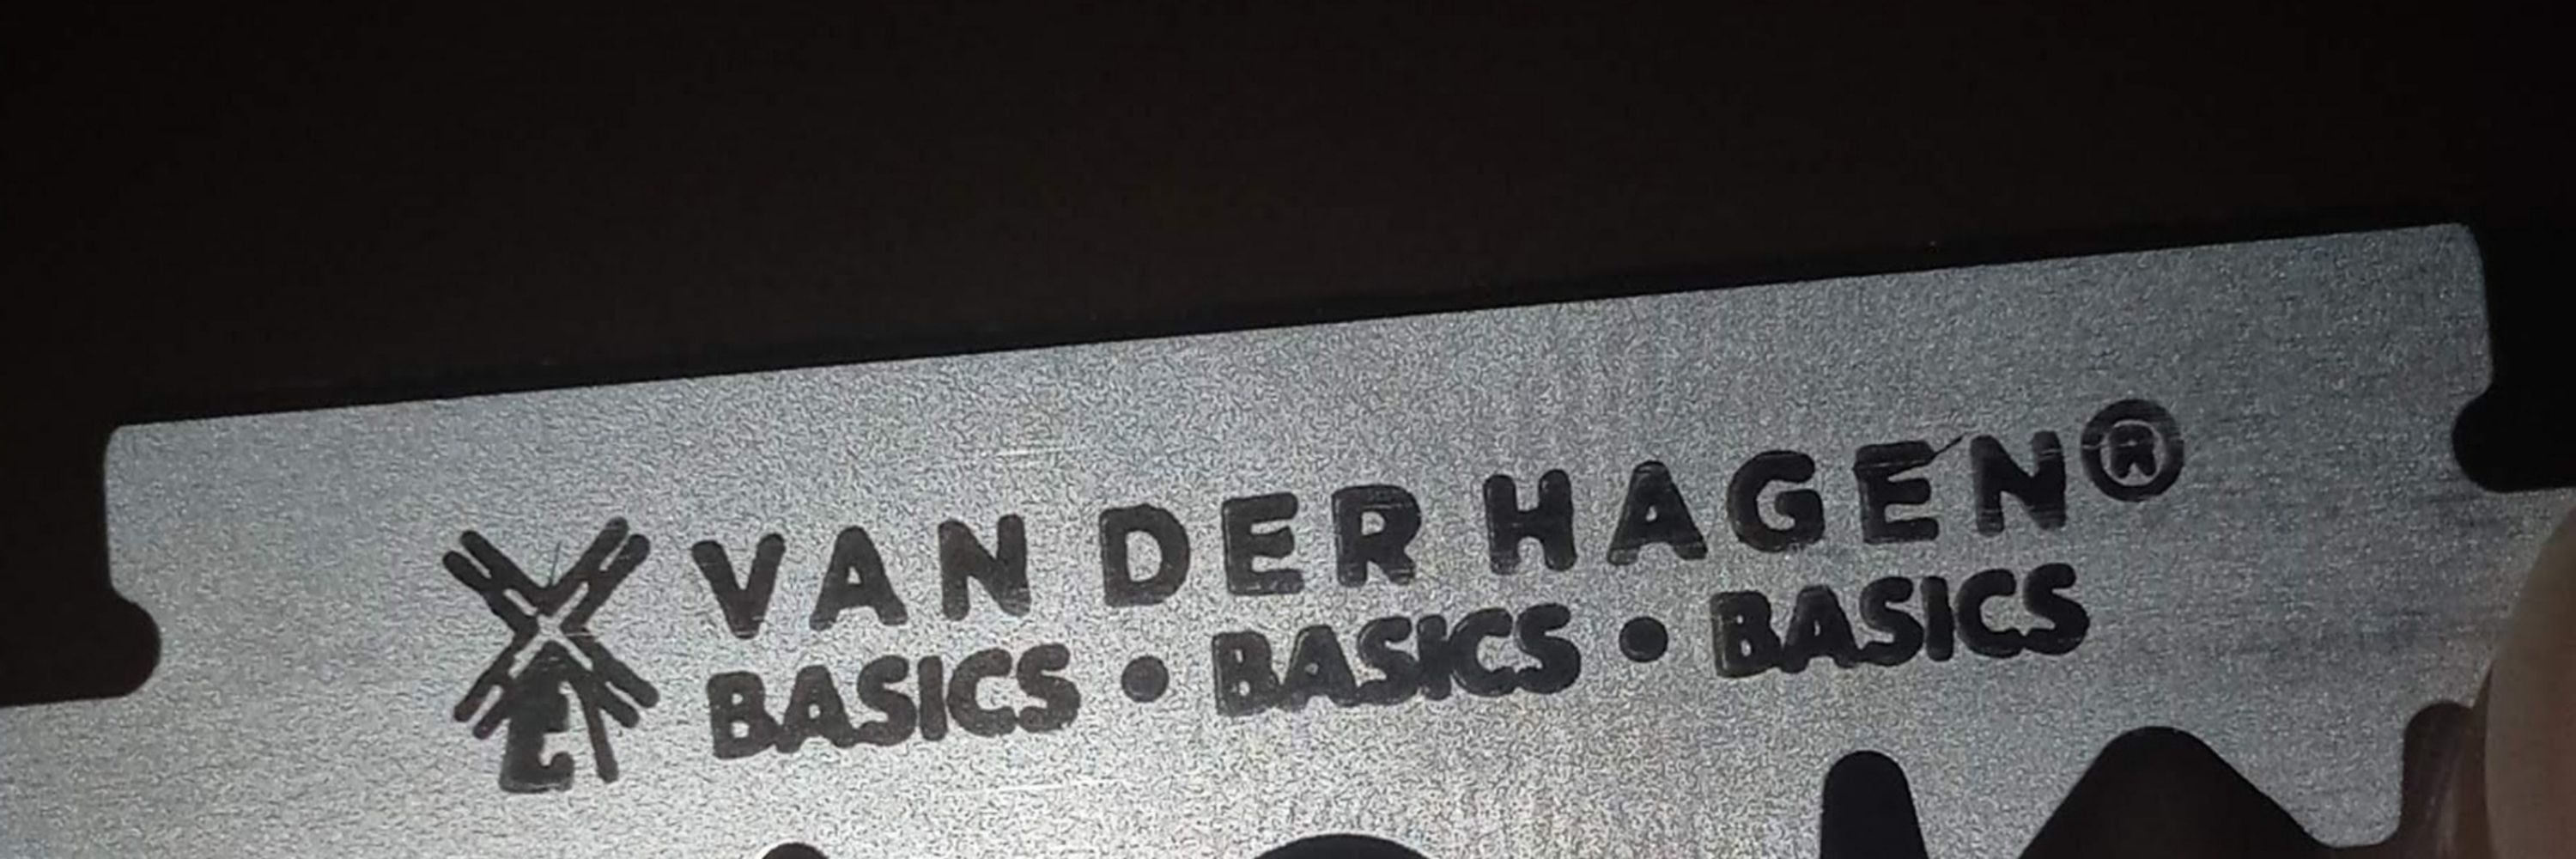 VAN DER HAGEN®
BASICS • BASICS • BASICS